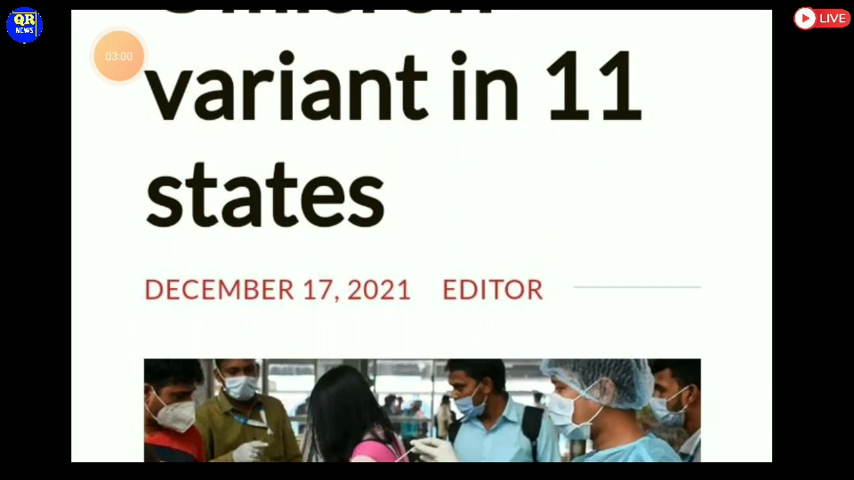 QR
NEWS
LIVE
03:00
variant in 11
states
DECEMBER 17, 2021 EDITOR